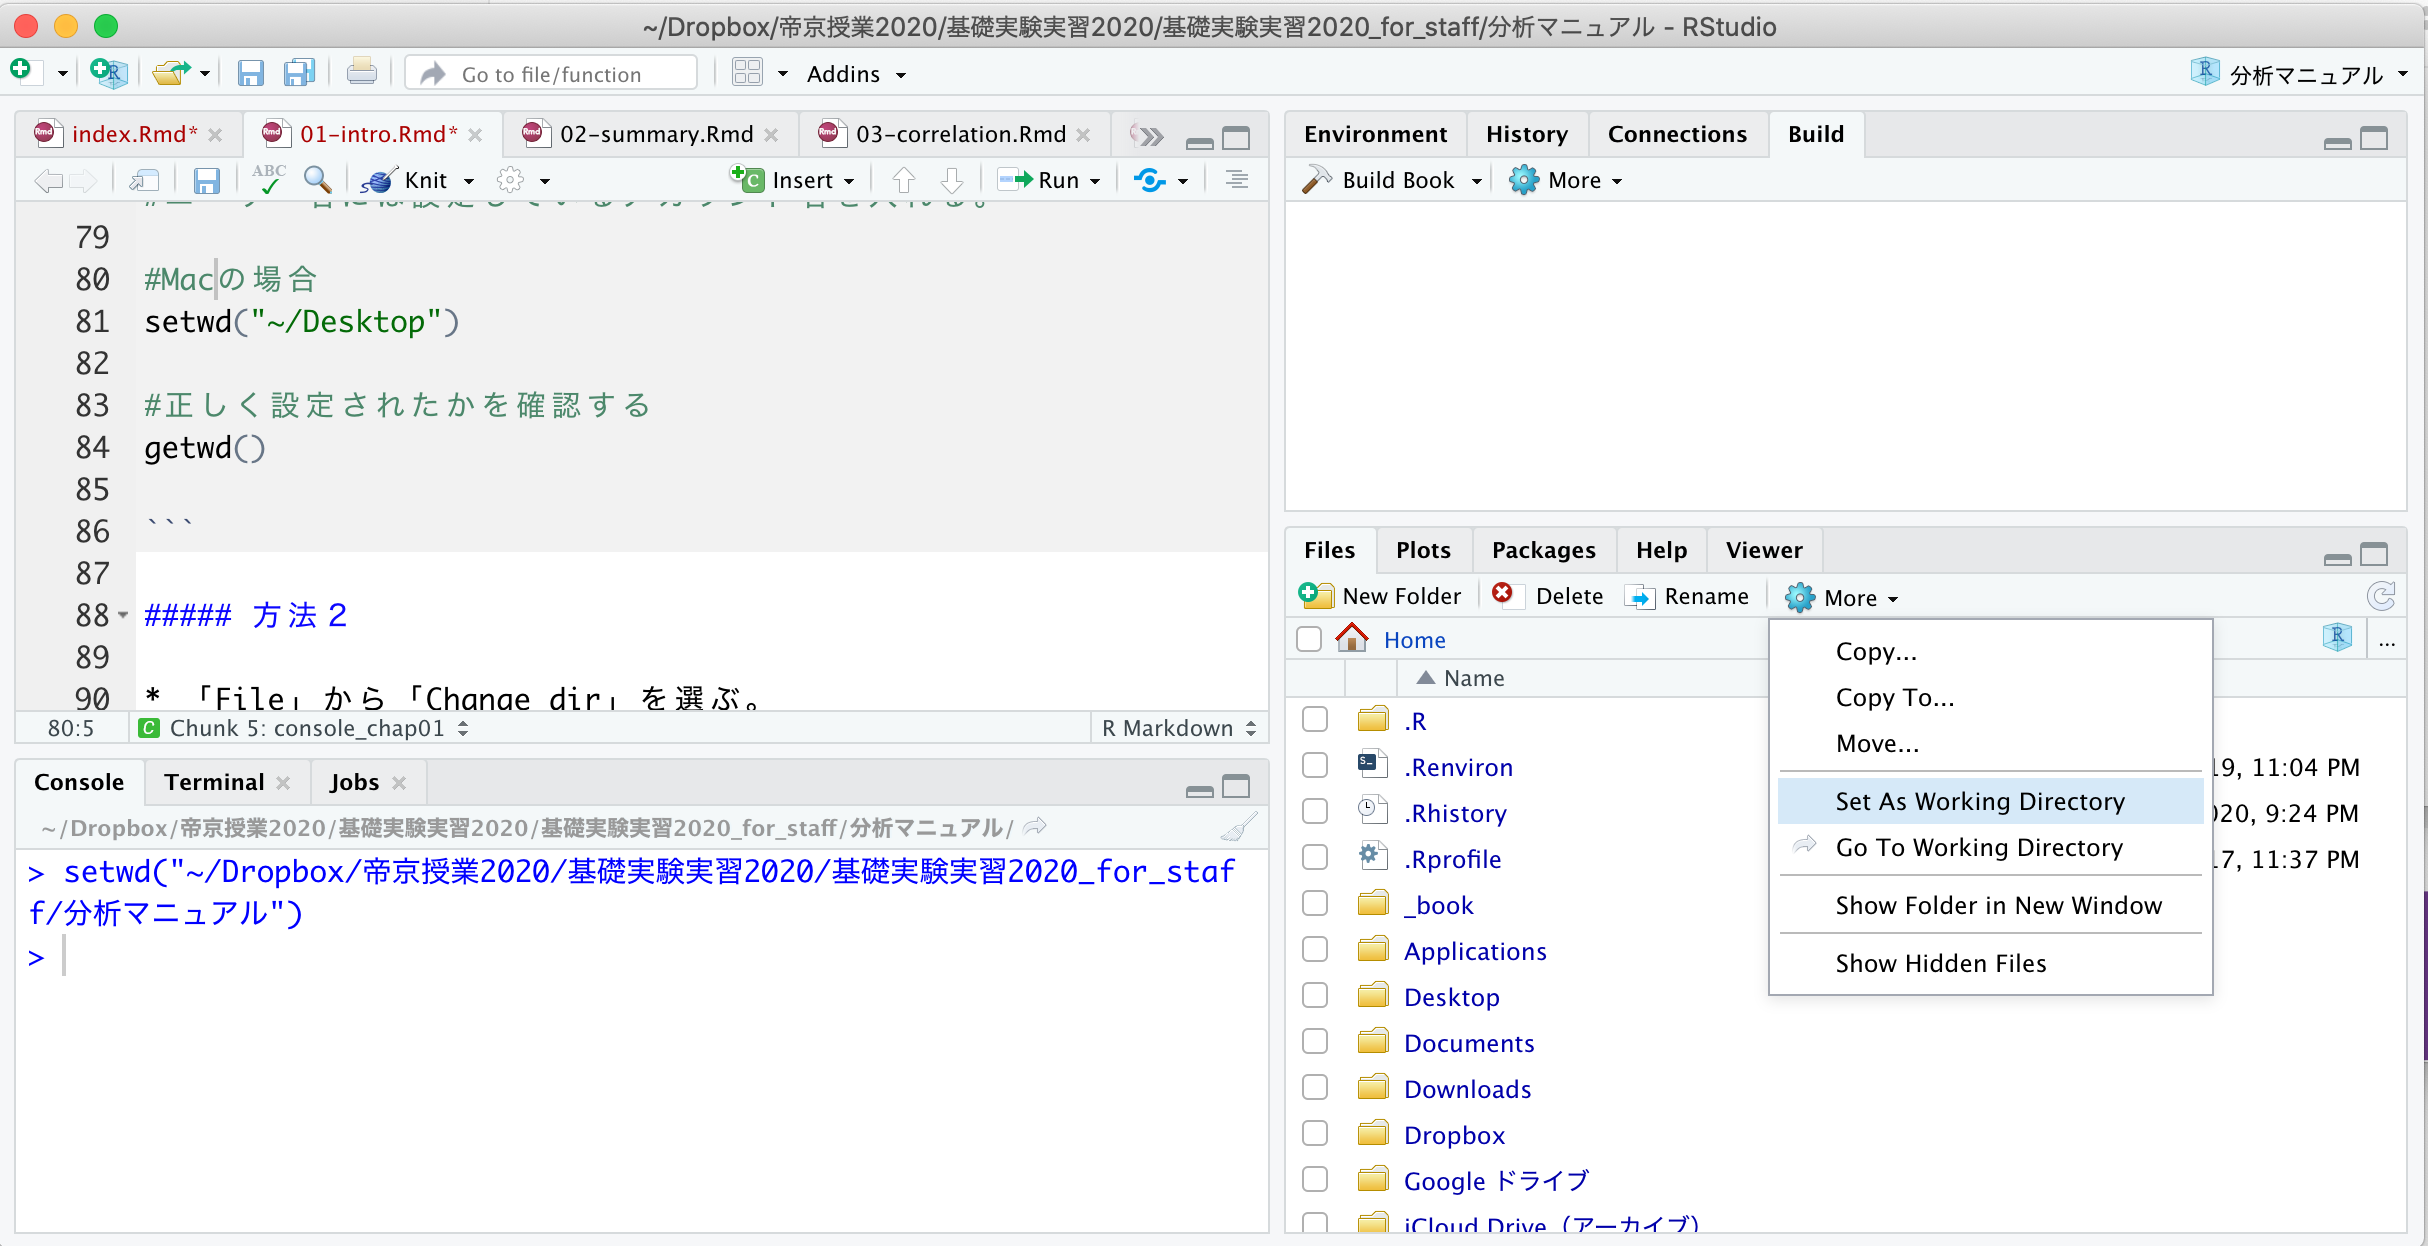 ~/Dropbox/帝京授業2020/基礎実験実習2020/基礎実験実習2020_for_staff/分析マニュアル - RStudio
Go to file/function
Addins
分析マニュアル
index.Rmd*
01-intro.Rmd*
02-summary.Rmd
03-correlation.Rmd
ABC
Knit
Insert
Run
79
80 #Macの場合
81 setwd("~/Desktop")
82
83 #正しく設定されたかを確認する
84 getwd()
85
86 ```
87
88 ##### 方法２
89
90 * 「File」から「Change dir」を選ぶ。
80:5
Chunk 5: console_chap01
R Markdown
Console
Terminal
Jobs
~/Dropbox/帝京授業2020/基礎実験実習2020/基礎実験実習2020_for_staff/分析マニュアル/
> setwd("~/Dropbox/帝京授業2020/基礎実験実習2020/基礎実験実習2020_for_staf
f/分析マニュアル")
>
Environment
History
Connections
Build
Build Book
More
Files
Plots
Packages
Help
Viewer
New Folder
Delete
Rename
More
Home
...
Name
.R
.Renviron
19, 11:04 PM
.Rhistory
020, 9:24 PM
.Rprofile
17, 11:37 PM
_book
Applications
Desktop
Documents
Downloads
Dropbox
Google ドライブ
iCloud Drive（アーカイブ）
Copy...
Copy To...
Move...
Set As Working Directory
Go To Working Directory
Show Folder in New Window
Show Hidden Files